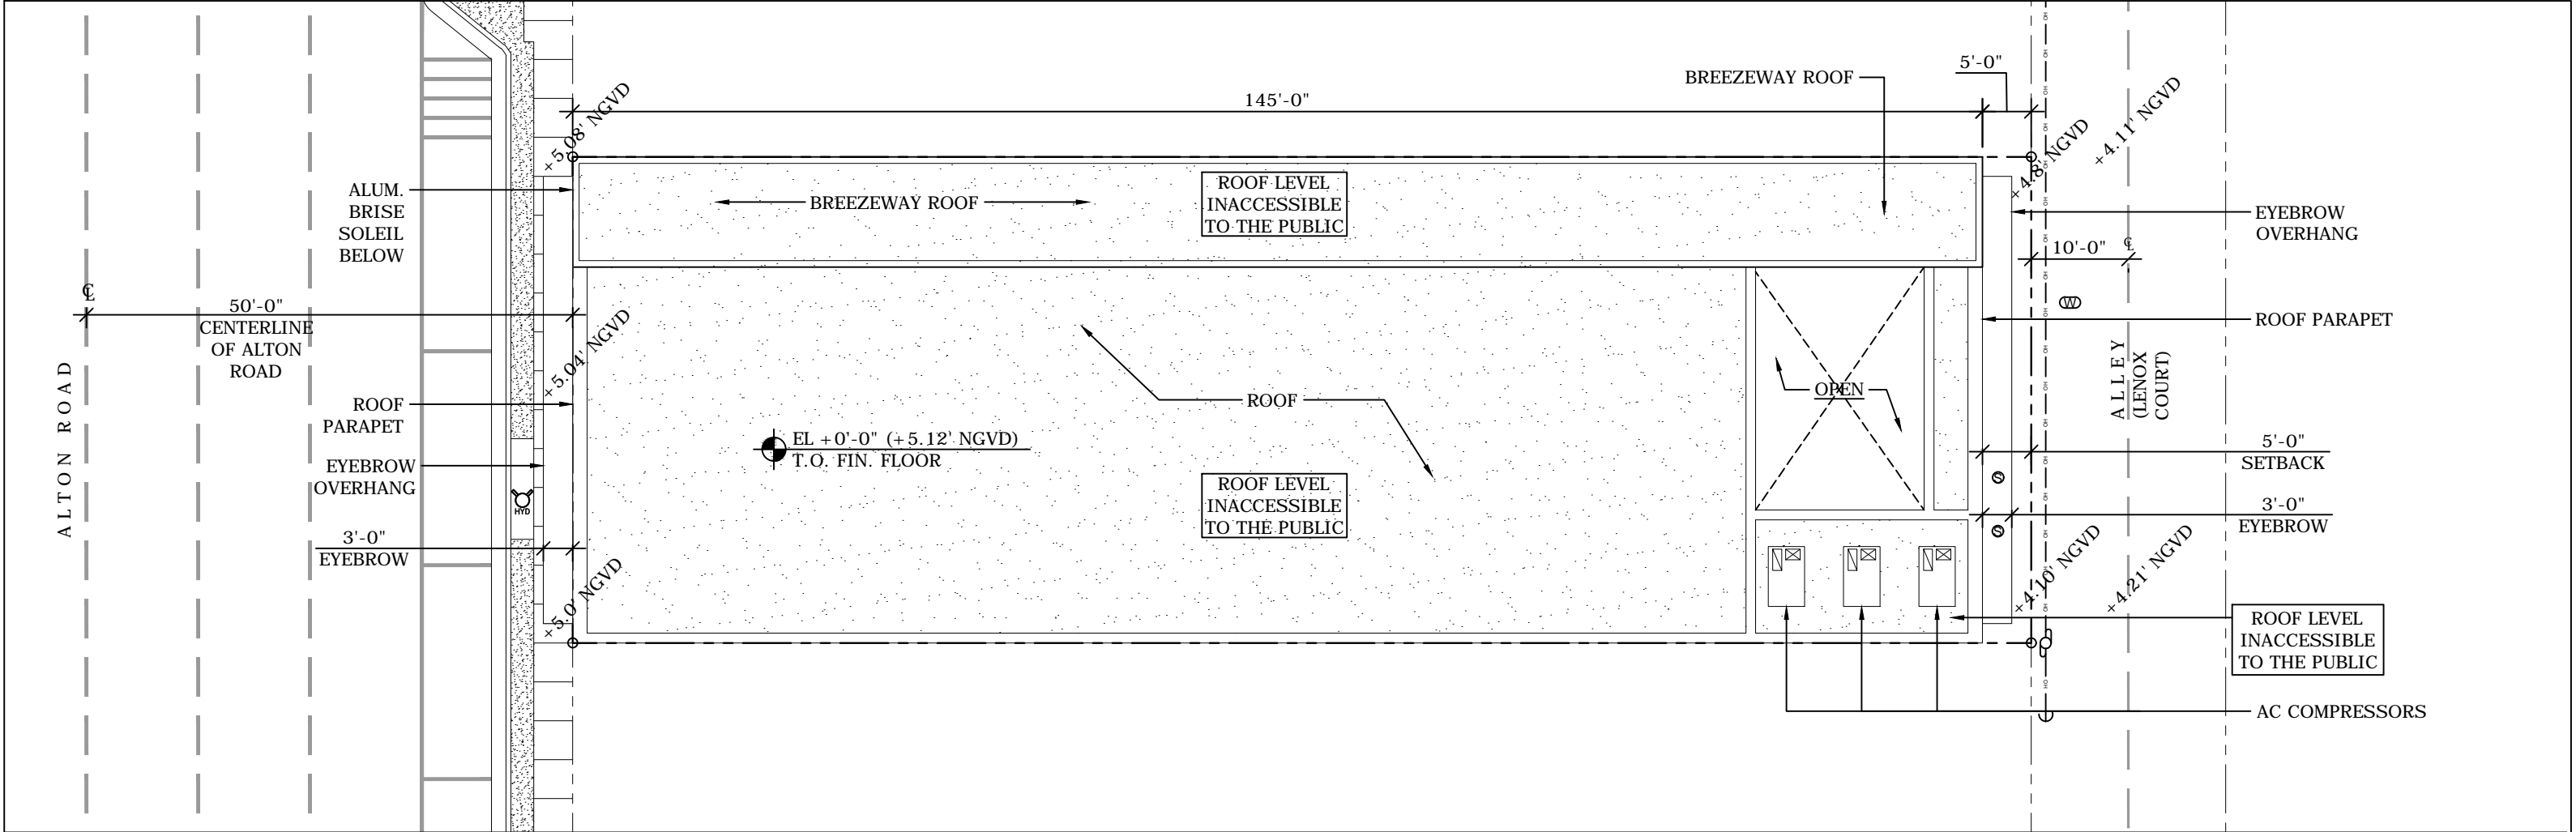 BREEZEWAY ROOF
5'-0"
145'-0"
+5.08' NGVD
+4.8' NGVD
+4.11' NGVD
ALUM.
BRISE
SOLEIL
BELOW
BREEZEWAY ROOF
ROOF LEVEL
INACCESSIBLE
TO THE PUBLIC
EYEBROW
OVERHANG
10'-0"
50'-0"
CENTERLINE
OF ALTON
ROAD
ALTON ROAD
+5.04' NGVD
W
ROOF PARAPET
ALLEY
(LENOX
COURT)
ROOF
PARAPET
ROOF
OPEN
EL +0'-0" (+5.12' NGVD)
T.O. FIN. FLOOR
EYEBROW
OVERHANG
HYD
5'-0"
SETBACK
S
ROOF LEVEL
INACCESSIBLE
TO THE PUBLIC
3'-0"
EYEBROW
S
3'-0"
EYEBROW
+5.0' NGVD
+4.10' NGVD
+4.21' NGVD
ROOF LEVEL
INACCESSIBLE
TO THE PUBLIC
AC COMPRESSORS